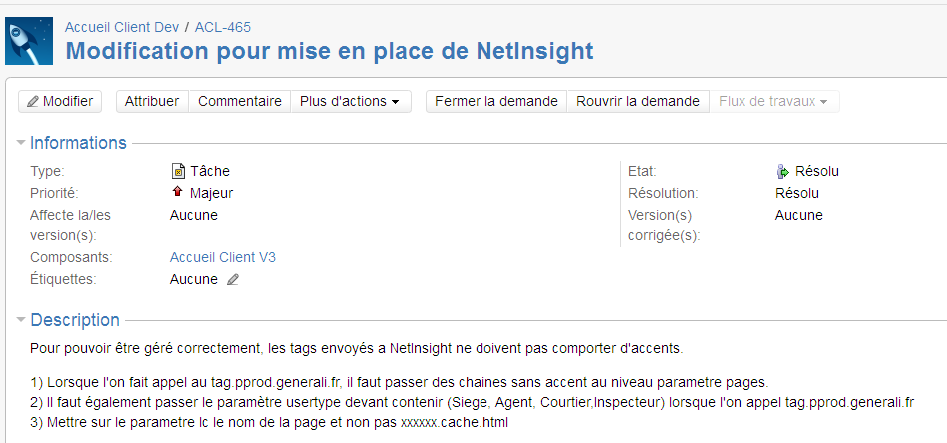 Accueil Client Dev / ACL-465
Modification pour mise en place de NetInsight
Modifier Attribuer Commentaire Plus d'actions Fermer la demande Rouvrir la demande Flux de travaux
Informations
Type: Tâche Etat: Résolu
Priorité: Majeur Résolution: Résolu
Affecte la/les Aucune Version(s) Aucune
version(s): corrigée(s):
Composants: Accueil Client V3
Étiquettes: Aucune
Description
Pour pouvoir être géré correctement, les tags envoyés a NetInsight ne doivent pas comporter d'accents.
1) Lorsque l'on fait appel au tag.pprod.generali.fr, il faut passer des chaines sans accent au niveau parametre pages.
2) Il faut également passer le paramètre usertype devant contenir (Siege, Agent, Courtier,Inspecteur) lorsque l'on appel tag.pprod.generali.fr
3) Mettre sur le parametre lc le nom de la page et non pas xxxxxx.cache.html